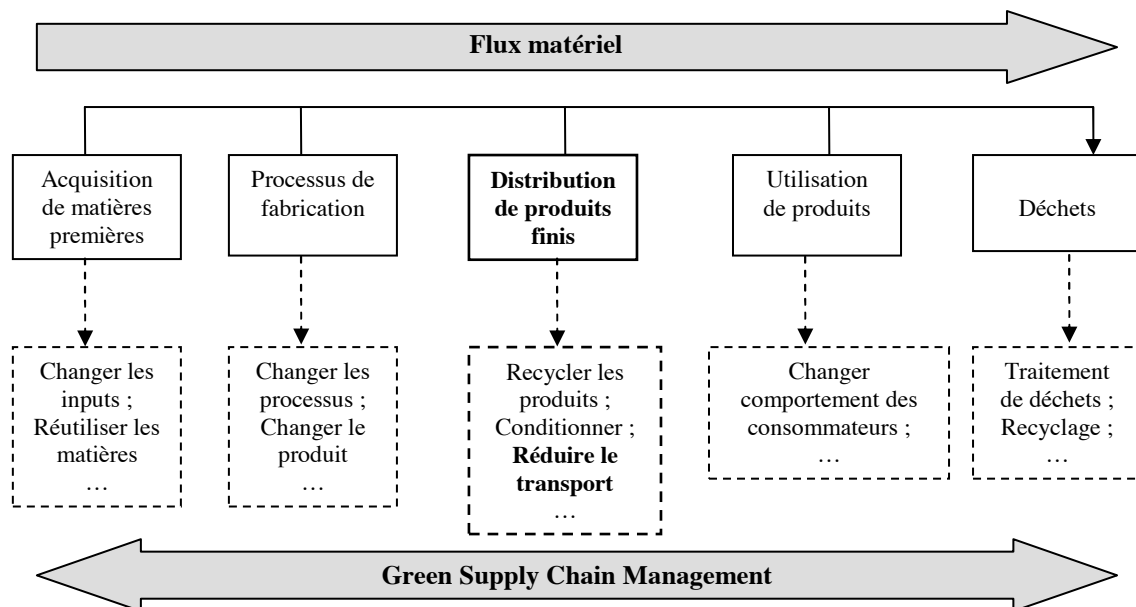 Flux matériel
Acquisition
de matières
premières
Processus de
fabrication
Distribution
de produits
finis
Utilisation
de produits
Déchets
Changer les
inputs ;
Réutiliser les
matières
…
Changer les
processus ;
Changer le
produit
…
Recycler les
produits ;
Conditionner ;
Réduire le
transport
…
Changer
comportement des
consommateurs ;
…
Traitement
de déchets ;
Recyclage ;
…
Green Supply Chain Management